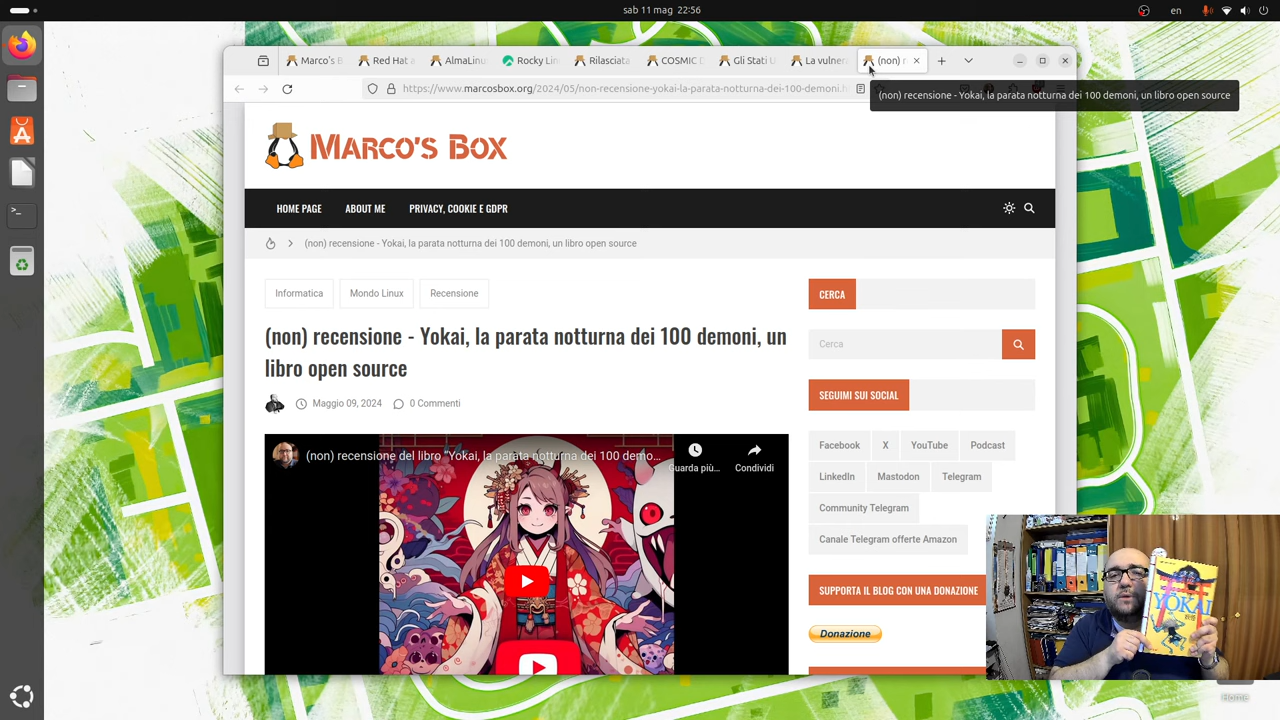 sab 11 mag 22:56
en
Marco's B
Red Hat a
AlmaLinu
Rocky Lin
Rilasciata
COSMIC D
Gli Stati U
La vulner
(non) r
https://www.marcosbox.org/2024/05/non-recensione-yokai-la-parata-notturna-dei-100-demoni.h
(non) recensione - Yokai, la parata notturna dei 100 demoni, un libro open source
MARCO'S BOX
HOME PAGE
ABOUT ME
PRIVACY, COOKIE E GDPR
(non) recensione - Yokai, la parata notturna dei 100 demoni, un libro open source
Informatica
Mondo Linux
Recensione
(non) recensione - Yokai, la parata notturna dei 100 demoni, un
libro open source
Maggio 09, 2024
0 Commenti
(non) recensione del libro "Yokai, la parata notturna dei 100 demo...
Guarda più...
Condividi
CERCA
Cerca
SEGUIMI SUI SOCIAL
Facebook
X
YouTube
Podcast
LinkedIn
Mastodon
Telegram
Community Telegram
Canale Telegram offerte Amazon
SUPPORTA IL BLOG CON UNA DONAZIONE
Donazione
YOKAI
Home